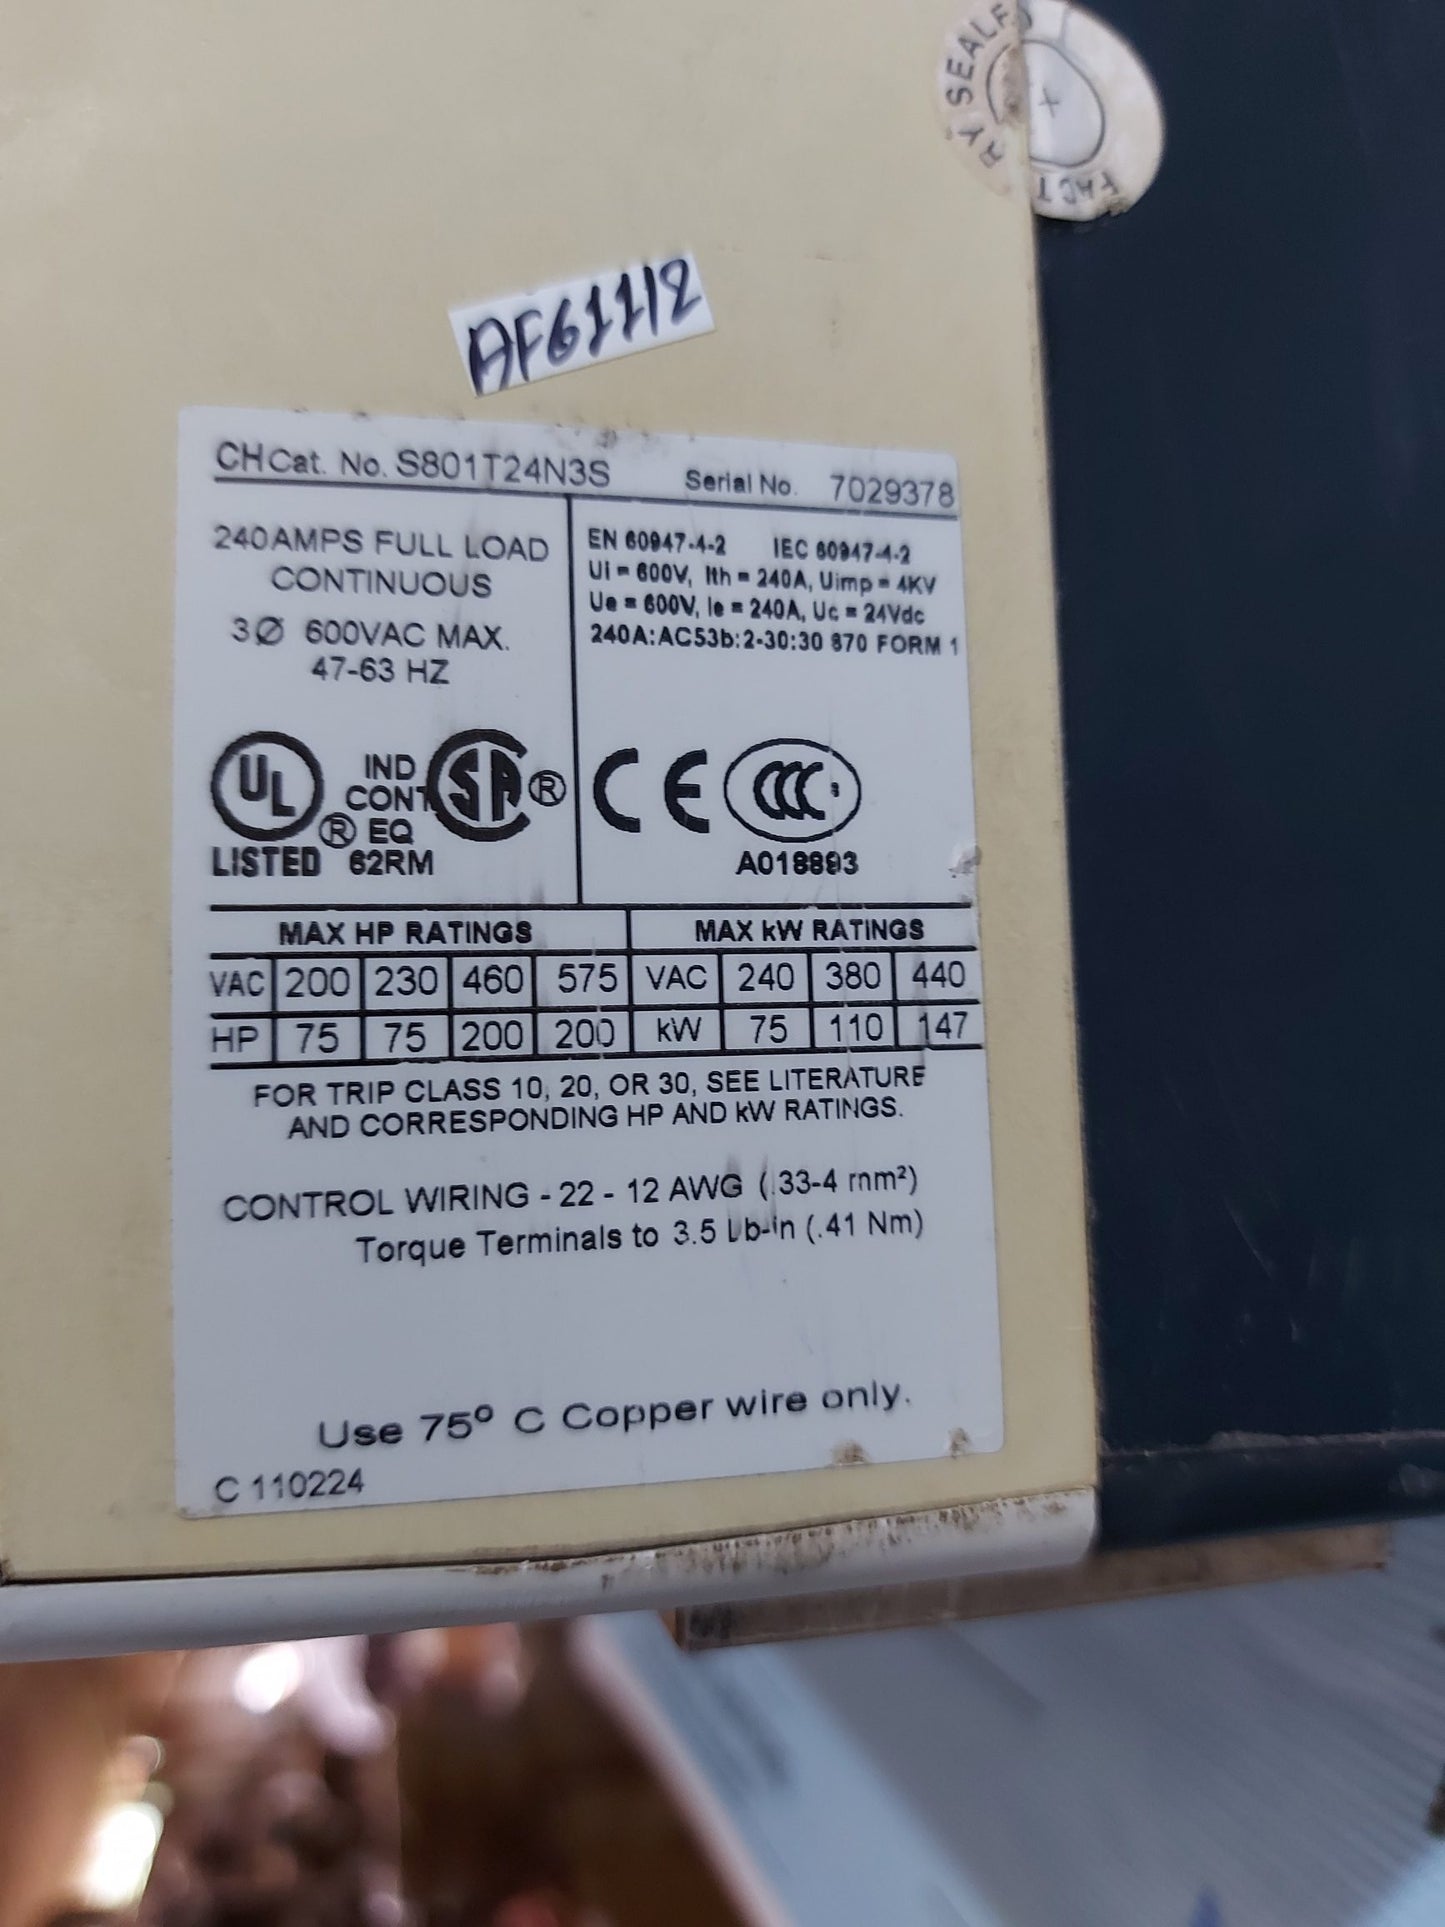 FACTRY SEALED
AF61112
CH Cat. No. S801T24N3S Serial No. 7029378
240AMPS FULL LOAD
CONTINUOUS
3Ø 600VAC MAX.
47-63 HZ
EN 60947-4-2 IEC 60947-4-2
Ui = 600V, Ith = 240A, Uimp = 4KV
Ue = 600V, Ie = 240A, Uc = 24Vdc
240A:AC53b:2-30:30 870 FORM 1
UL ® LISTED
IND
CONT
EQ
62RM
SA ®
CE CCC
A018893
MAX HP RATINGS MAX kW RATINGS
VAC 200 230 460 575 VAC 240 380 440
HP 75 75 200 200 kW 75 110 147
FOR TRIP CLASS 10, 20, OR 30, SEE LITERATURE
AND CORRESPONDING HP AND kW RATINGS.
CONTROL WIRING - 22 - 12 AWG (.33-4 mm²)
Torque Terminals to 3.5 Lb-in (.41 Nm)
Use 75° C Copper wire only.
C 110224